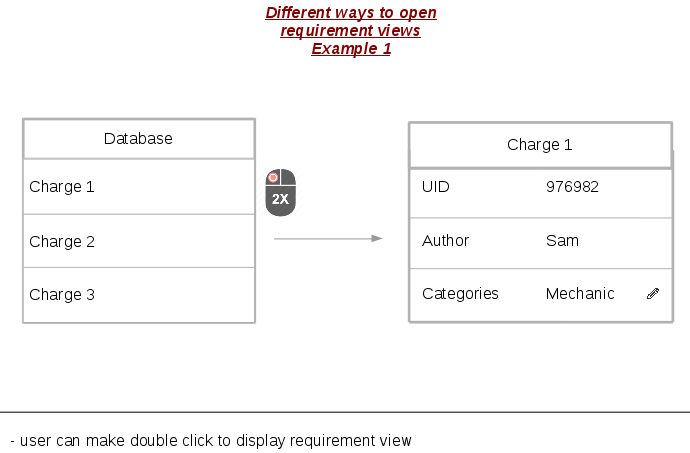 Different ways to open
requirement views
Example 1
Database
Charge 1
Charge 2
Charge 3
2X
Charge 1
UID 976982
Author Sam
Categories Mechanic
- user can make double click to display requirement view